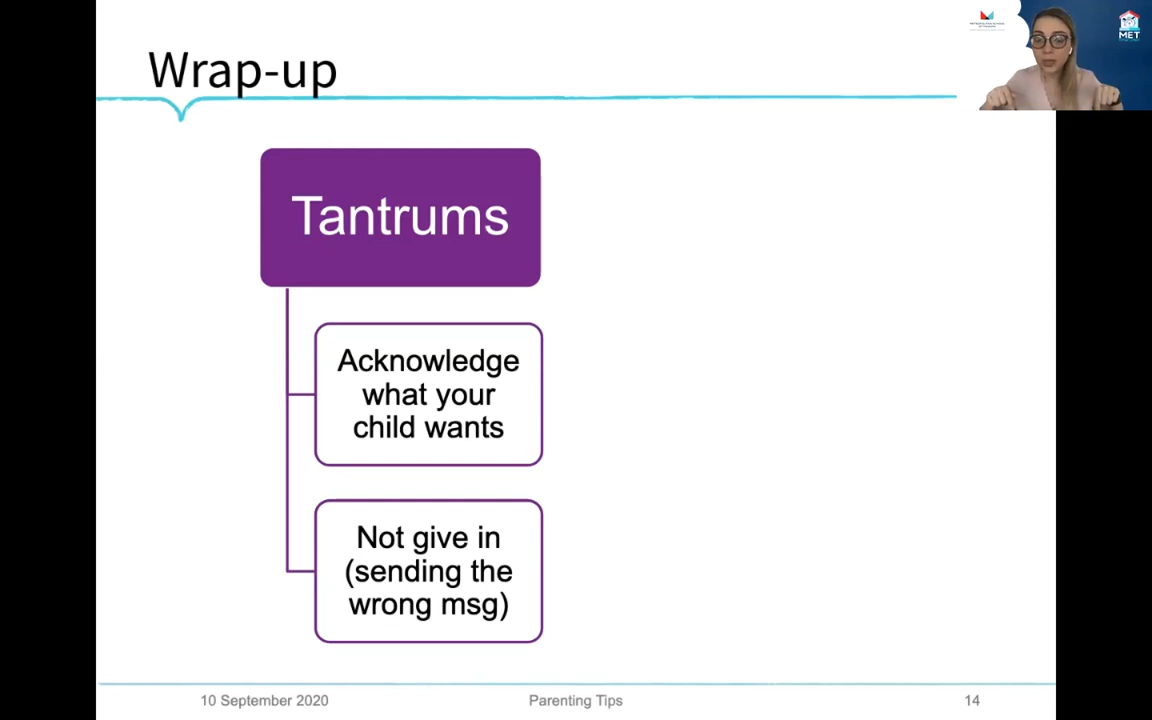 Wrap-up
MET
Tantrums
Acknowledge
what your
child wants
Not give in
(sending the
wrong msg)
10 September 2020
Parenting Tips
14